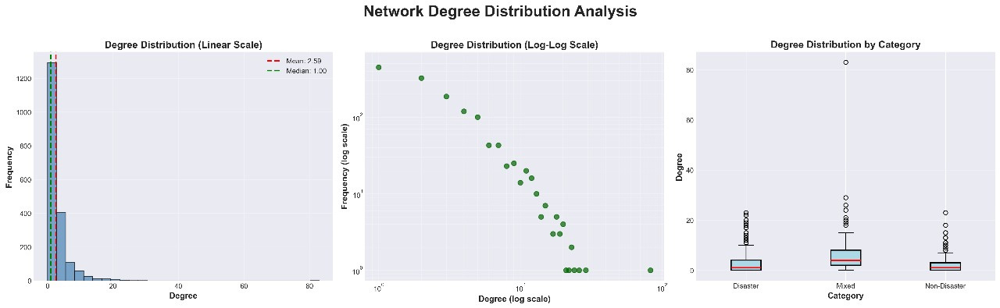 Network Degree Distribution Analysis
Degree Distribution (Linear Scale)
Mean: 2.59
Median: 1.00
1200
1000
800
600
400
200
0
Frequency
0 20 40 60 80
Degree
Degree Distribution (Log-Log Scale)
10²
10¹
10⁰
Frequency (log scale)
10⁰ 10¹ 10²
Degree (log scale)
Degree Distribution by Category
80
60
40
20
0
Degree
Disaster Mixed Non-Disaster
Category